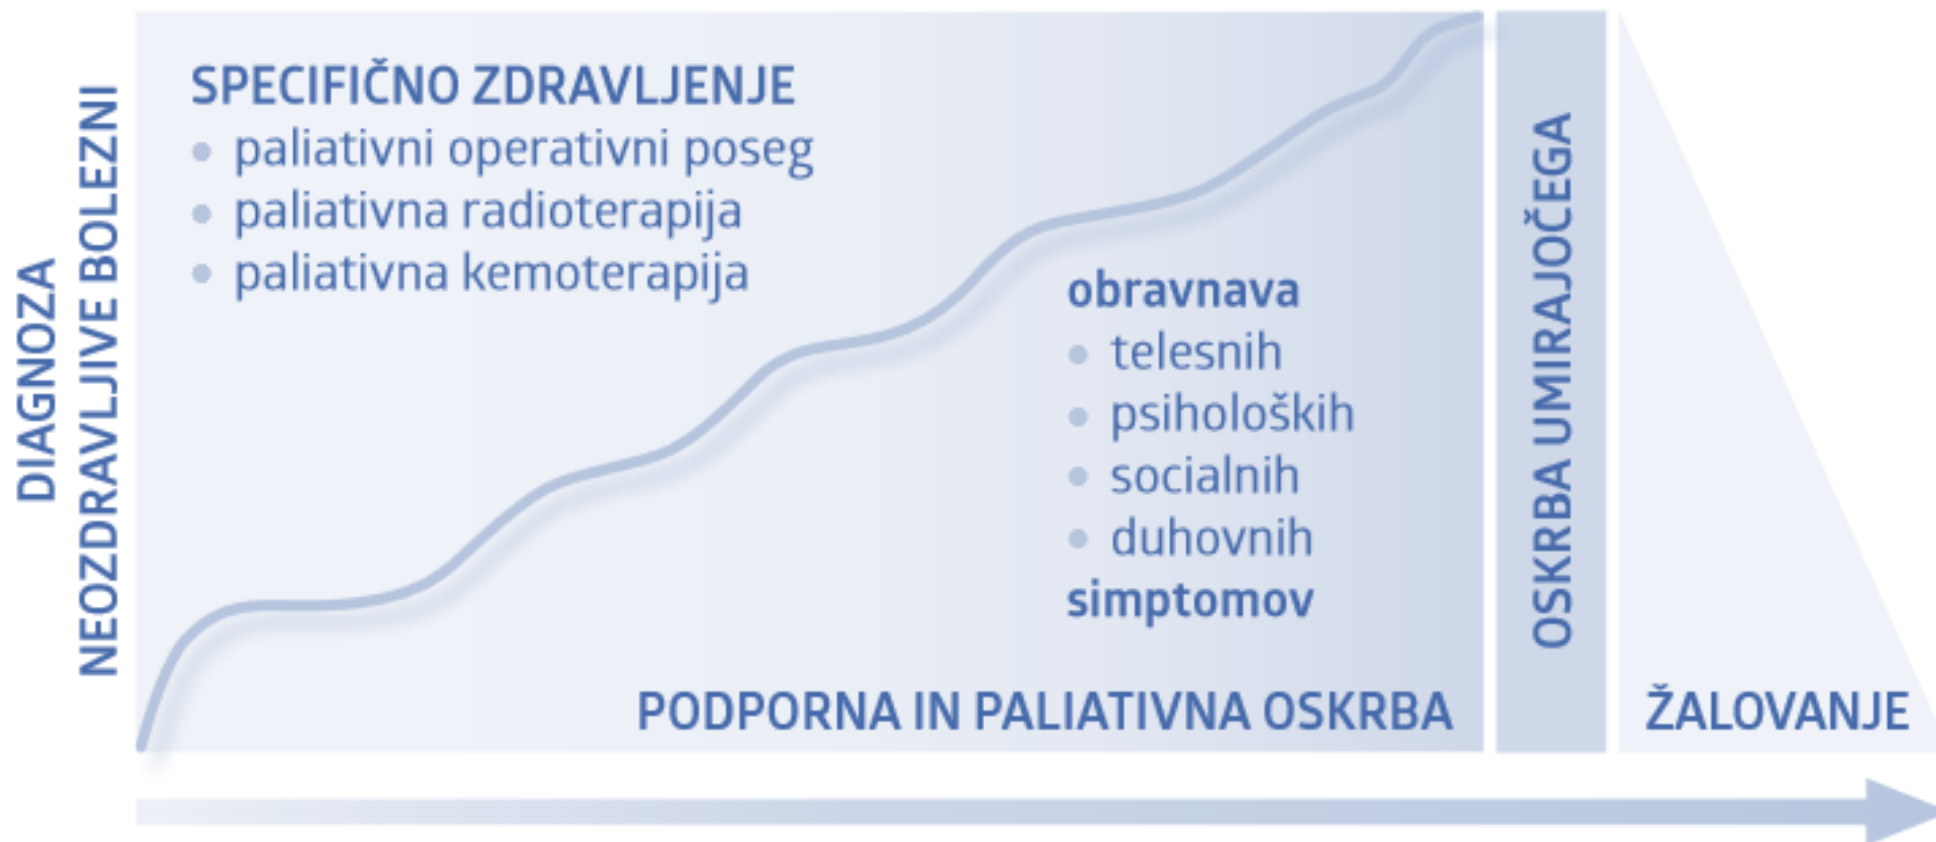 DIAGNOZA
NEOZDRAVLJIVE BOLEZNI
SPECIFIČNO ZDRAVLJENJE
• paliativni operativni poseg
• paliativna radioterapija
• paliativna kemoterapija
obravnava
• telesnih
• psiholoških
• socialnih
• duhovnih
simptomov
PODPORNA IN PALIATIVNA OSKRBA
OSKRBA UMIRAJOČEGA
ŽALOVANJE